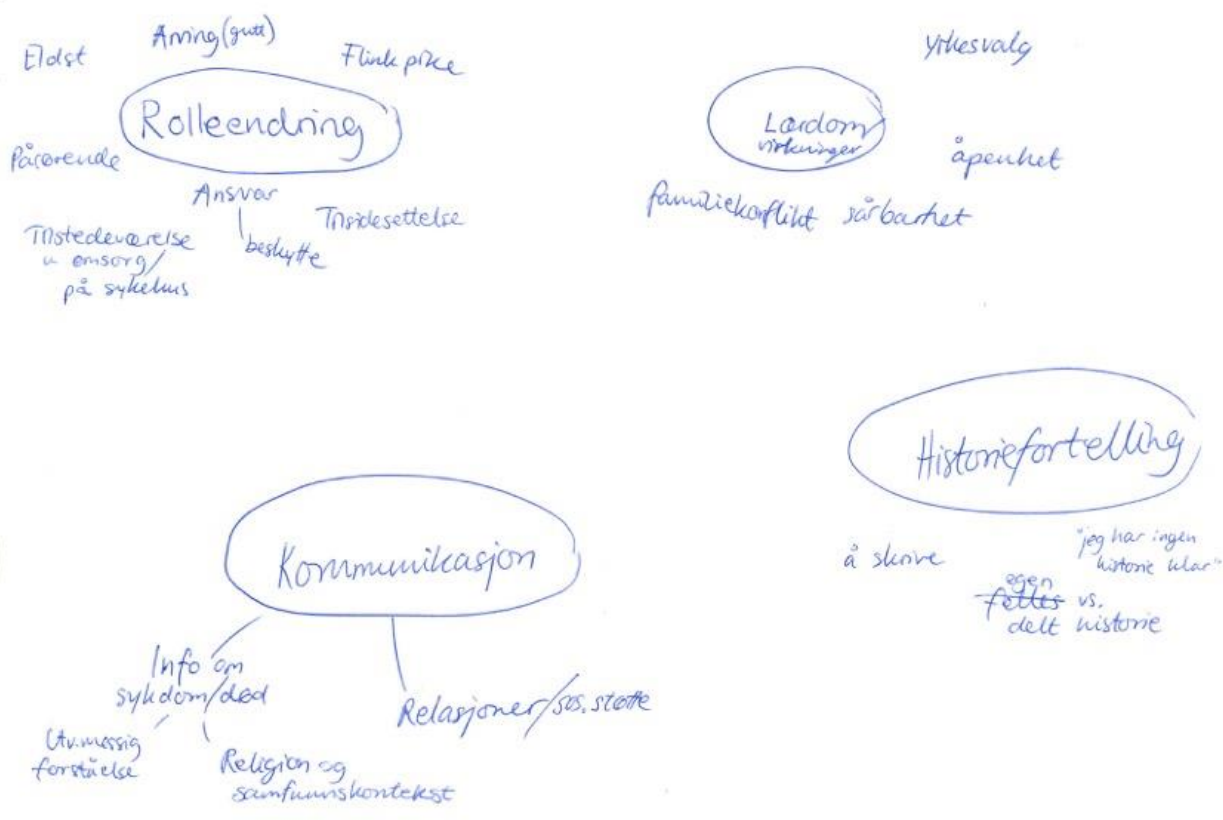 Eldst
Arving (gutt)
Flink pike
Rolleendring
Pårørende
Ansvar
Tilsidesettelse
beskytte
Tilstedeværelse
u omsorg/
på sykehus
Yrkesvalg
Lærdom/
virkninger
åpenhet
familiekonflikt
sårbarhet
Historiefortelling
å skrive
"jeg har ingen
historie klar"
egen
felles vs.
delt historie
Kommunikasjon
Info om
sykdom/død
Relasjoner/sos. støtte
Utv.messig
forståelse
Religion og
samfunnskontekst